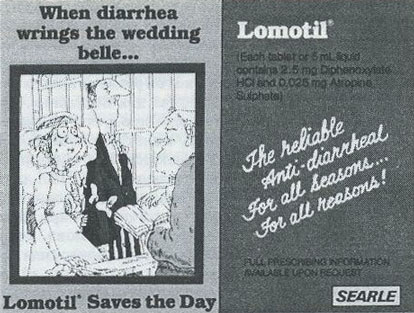 When diarrhea
wrings the wedding
belle...
Lomotil® Saves the Day
Lomotil®
(Each tablet or 5 mL liquid
contains 2.5 mg Diphenoxylate
HCl and 0.025 mg Atropine
Sulphate)
The reliable
Anti-diarrheal
For all seasons...
For all reasons!
FULL PRESCRIBING INFORMATION
AVAILABLE UPON REQUEST
SEARLE